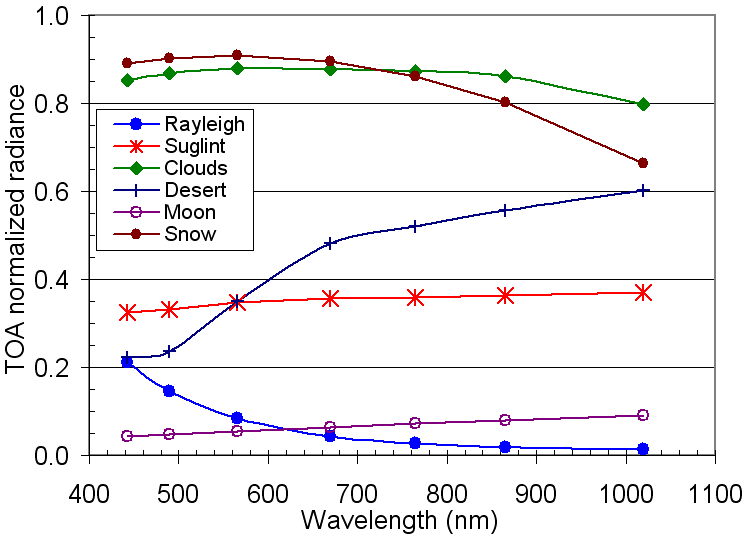 1.0
0.8
0.6
0.4
0.2
0.0
TOA normalized radiance
Rayleigh
Suglint
Clouds
Desert
Moon
Snow
400 500 600 700 800 900 1000 1100
Wavelength (nm)